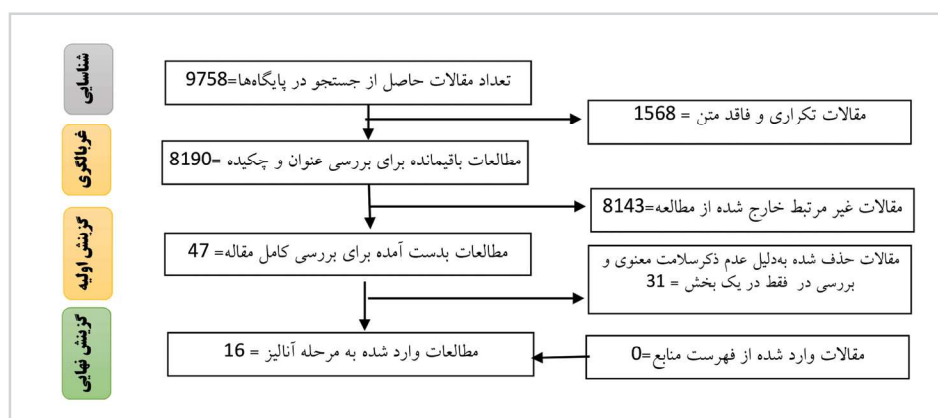 شناسایی
تعداد مقالات حاصل از جستجو در پایگاه‌ها=9758
مقالات تکراری و فاقد متن = 1568
غربالگری
مطالعات باقیمانده برای بررسی عنوان و چکیده =8190
مقالات غیر مرتبط خارج شده از مطالعه=8143
گزینش اولیه
مطالعات بدست آمده برای بررسی کامل مقاله= 47
مقالات حذف شده به‌دلیل عدم ذکرسلامت معنوی و
بررسی در فقط در یک بخش = 31
گزینش نهایی
مطالعات وارد شده به مرحله آنالیز = 16
مقالات وارد شده از فهرست منابع=0